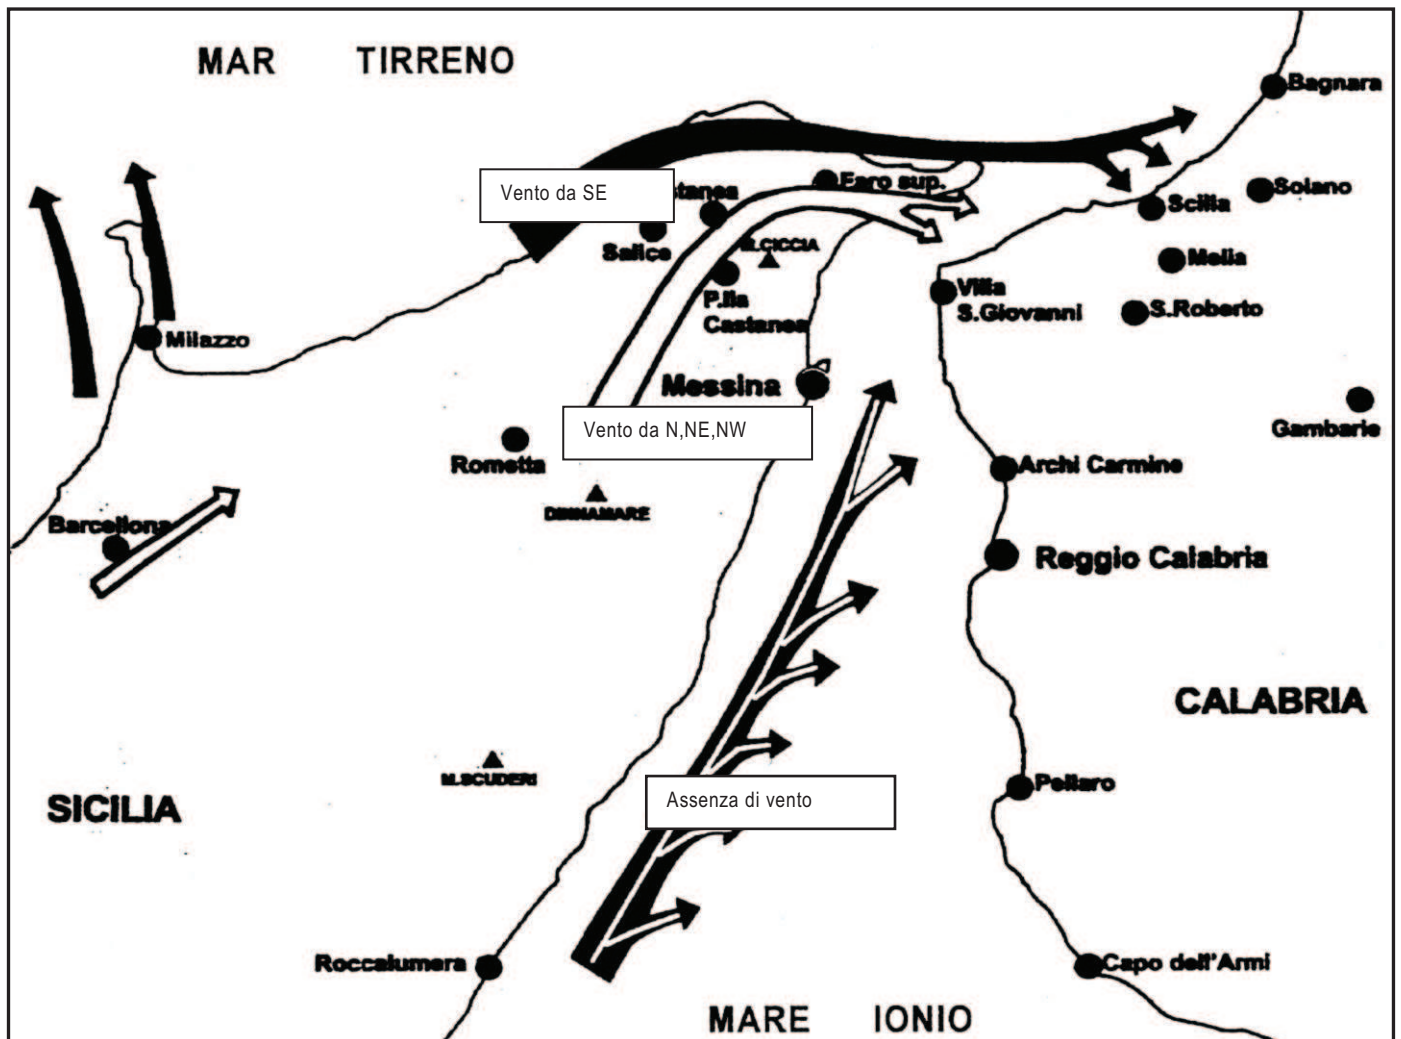 MAR TIRRENO
Bagnara
Vento da SE
stanea
Faro sup.
Solano
Scilla
Salice
M.CICCIA
Melia
P.lla
Castanea
Villa
S.Giovanni
S.Roberto
Milazzo
Messina
Vento da N,NE,NW
Gambarie
Rometta
Archi Carmine
DINNAMARE
Barcellona
Reggio Calabria
CALABRIA
M.SCUDERI
Pellaro
SICILIA
Assenza di vento
Roccalumera
Capo dell'Armi
MARE IONIO